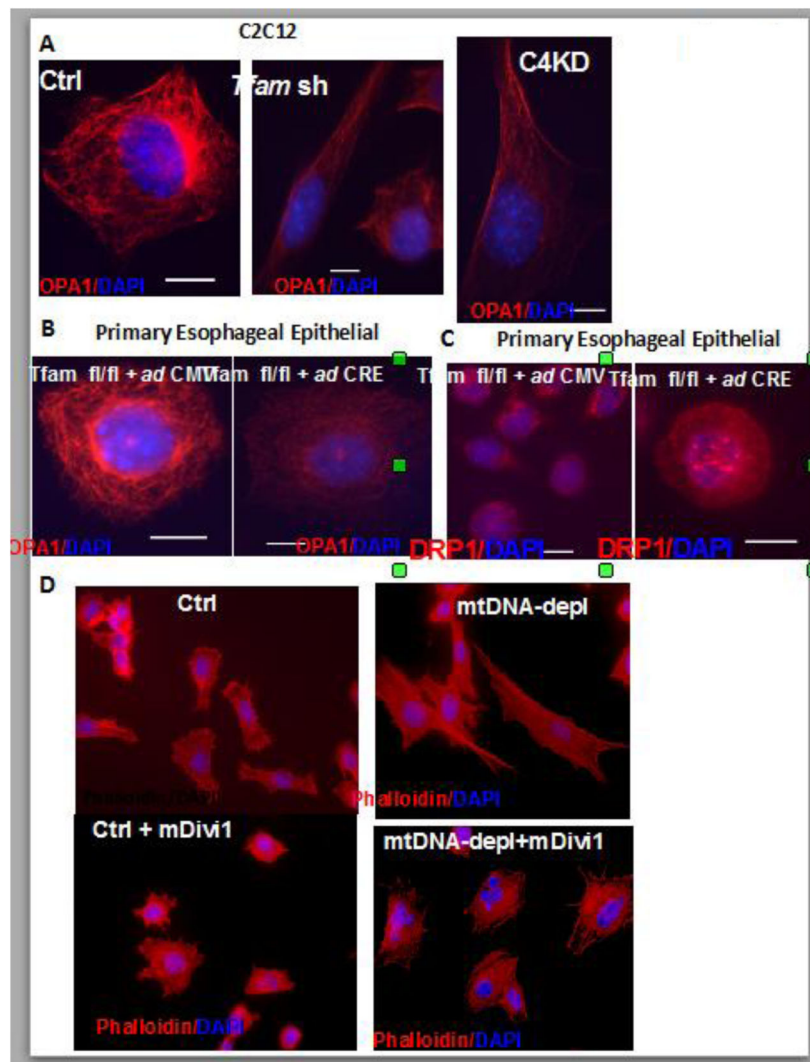 C2C12
A
Ctrl
Tfam sh
C4KD
OPA1/DAPI
OPA1/DAPI
OPA1/DAPI
B
Primary Esophageal Epithelial
C
Primary Esophageal Epithelial
Tfam fl/fl + ad CMV
Tfam fl/fl + ad CRE
Tfam fl/fl + ad CMV
Tfam fl/fl + ad CRE
OPA1/DAPI
OPA1/DAPI
DRP1/DAPI
DRP1/DAPI
D
Ctrl
mtDNA-depl
Phalloidin/DAPI
Phalloidin/DAPI
Ctrl + mDivi1
mtDNA-depl+mDivi1
Phalloidin/DAPI
Phalloidin/DAPI